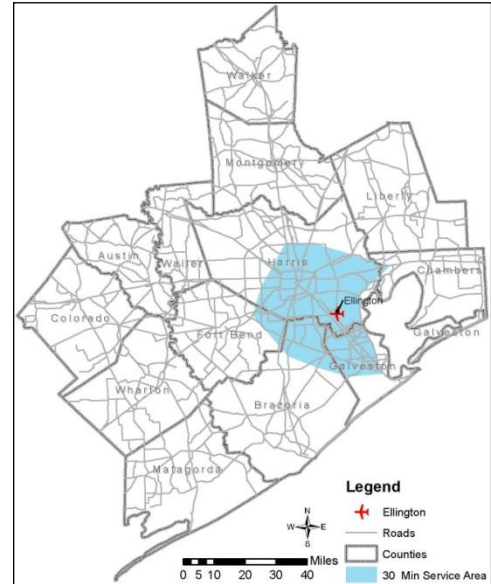 Walker
Montgomery
Liberty
Austin
Waller
Harris
Chambers
Ellington
Colorado
Fort Bend
Galveston
Galveston
Wharton
Brazoria
Matagorda
Legend
Ellington
Roads
Counties
30 Min Service Area
N
W E
S
Miles
0 5 10 20 30 40